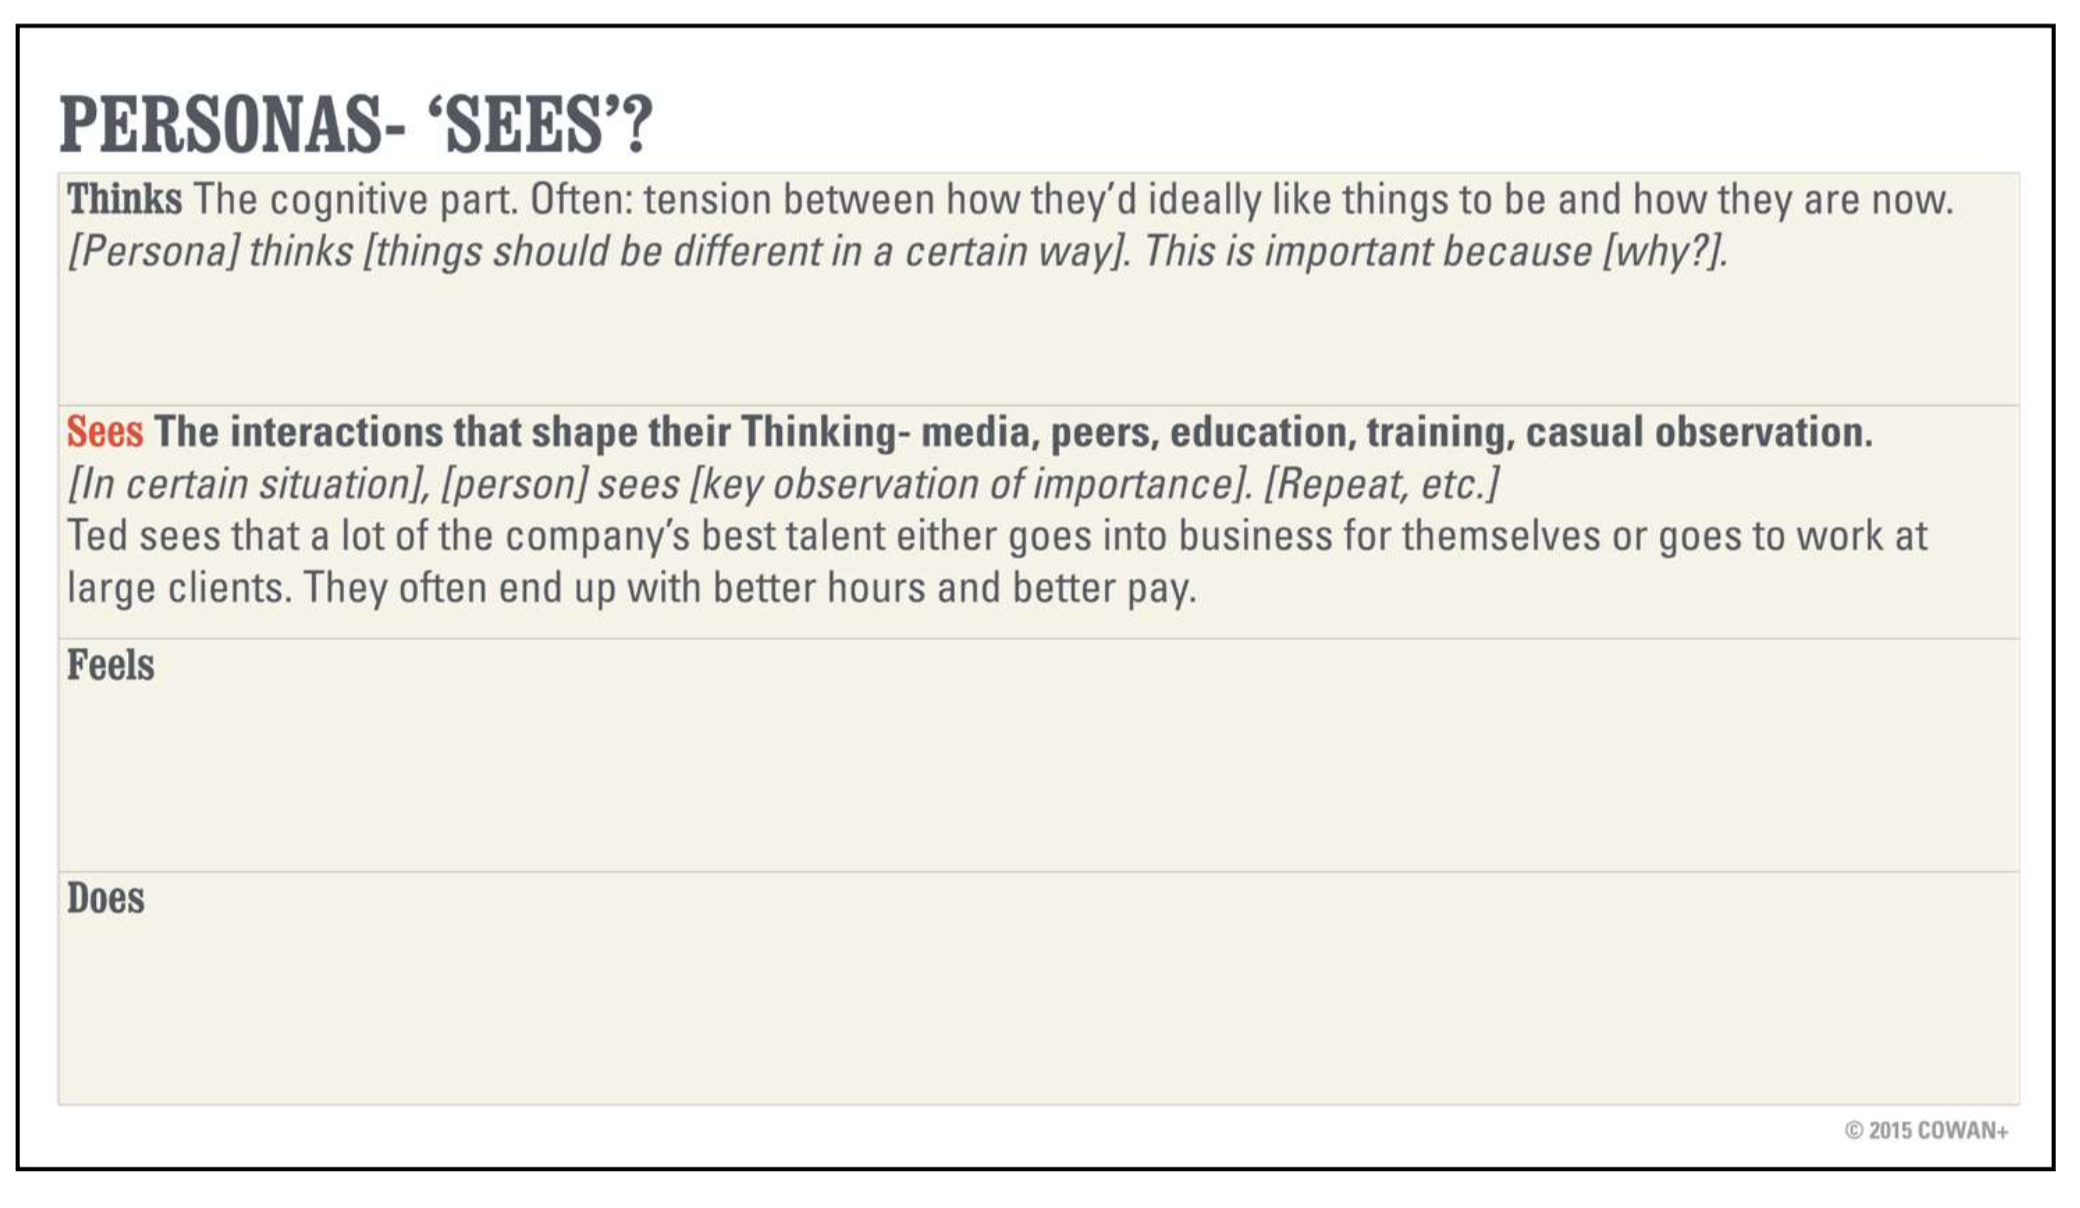 PERSONAS- ‘SEES’?
Thinks The cognitive part. Often: tension between how they’d ideally like things to be and how they are now.
[Persona] thinks [things should be different in a certain way]. This is important because [why?].
Sees The interactions that shape their Thinking- media, peers, education, training, casual observation.
[In certain situation], [person] sees [key observation of importance]. [Repeat, etc.]
Ted sees that a lot of the company’s best talent either goes into business for themselves or goes to work at
large clients. They often end up with better hours and better pay.
Feels
Does
© 2015 COWAN+